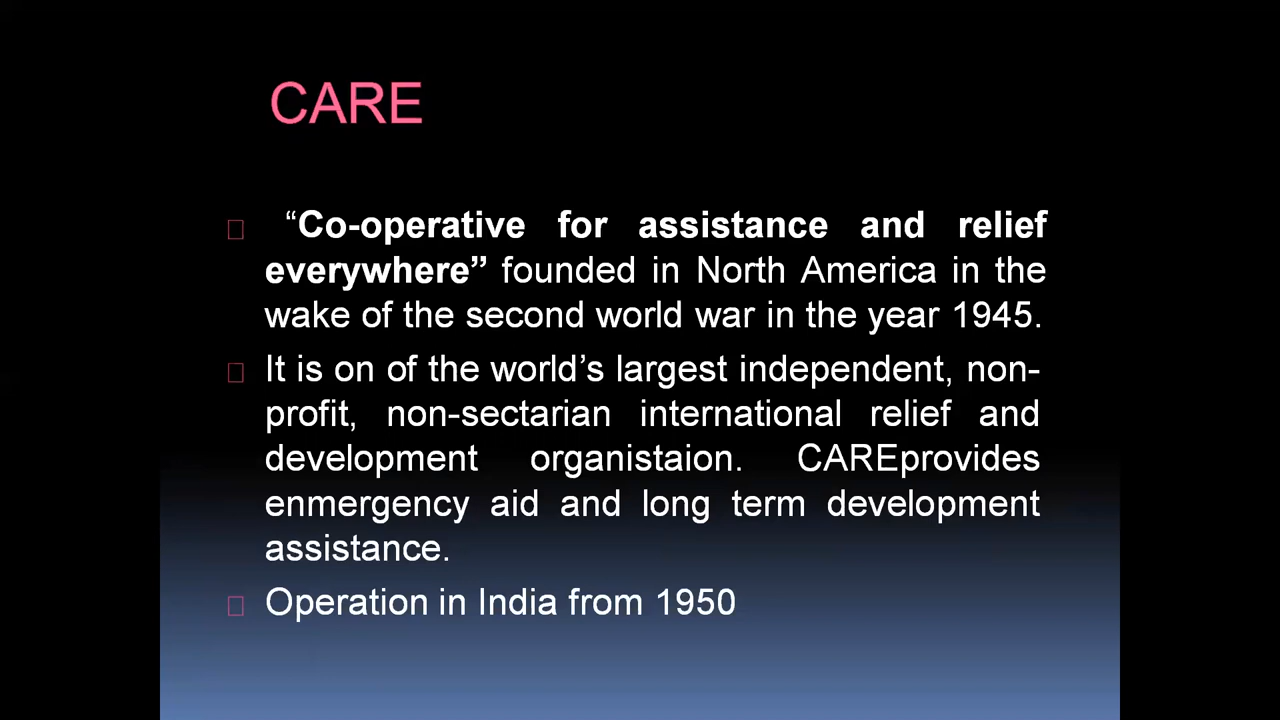 CARE
“Co-operative for assistance and relief
everywhere” founded in North America in the
wake of the second world war in the year 1945.
It is on of the world’s largest independent, non-
profit, non-sectarian international relief and
development organistaion. CAREprovides
enmergency aid and long term development
assistance.
Operation in India from 1950